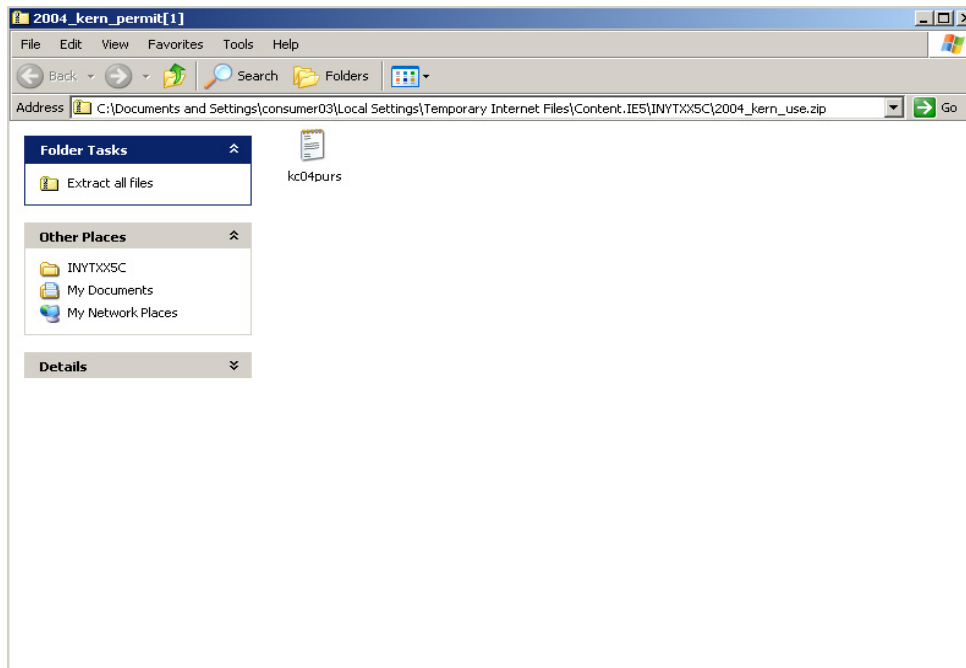 2004_kern_permit[1]
File Edit View Favorites Tools Help
Back Search Folders
Address C:\Documents and Settings\consumer03\Local Settings\Temporary Internet Files\Content.IE5\INYTXX5C\2004_kern_use.zip Go
Folder Tasks
Extract all files
kc04purs
Other Places
INYTXX5C
My Documents
My Network Places
Details